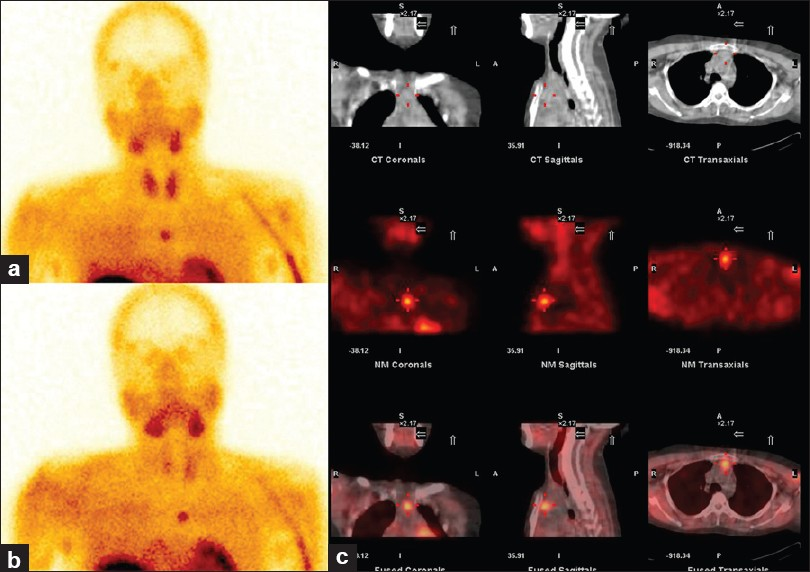 a
b
c
S
×2.17
R
-38.12
I
CT Coronals
S
×2.17
L
A
P
35.91
I
CT Sagittals
A
×2.17
R
L
-918.34
P
CT Transaxials
S
×2.17
R
-38.12
I
NM Coronals
S
×2.17
L
A
P
35.91
I
NM Sagittals
A
×2.17
R
L
-918.34
P
NM Transaxials
S
×2.17
R
8.12
I
Fused Coronals
S
×2.17
L
A
P
35.91
I
Fused Sagittals
A
×2.17
R
L
-918.34
P
Fused Transaxials